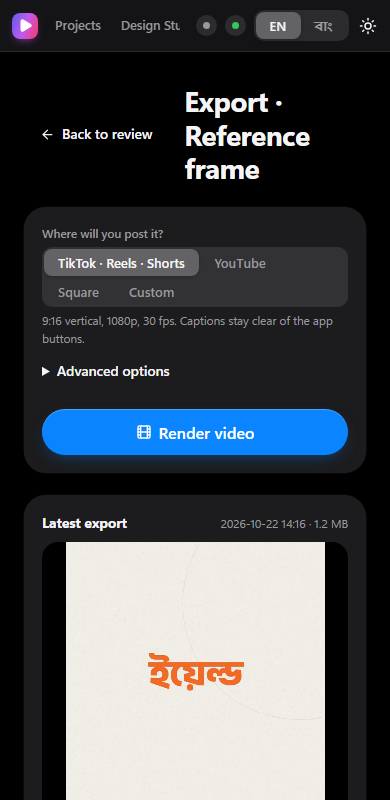 Projects Design Stu EN বাং
← Back to review
Export ·
Reference
frame
Where will you post it?
TikTok · Reels · Shorts YouTube
Square Custom
9:16 vertical, 1080p, 30 fps. Captions stay clear of the app
buttons.
Advanced options
Render video
Latest export 2026-10-22 14:16 · 1.2 MB
ইয়েল্ড